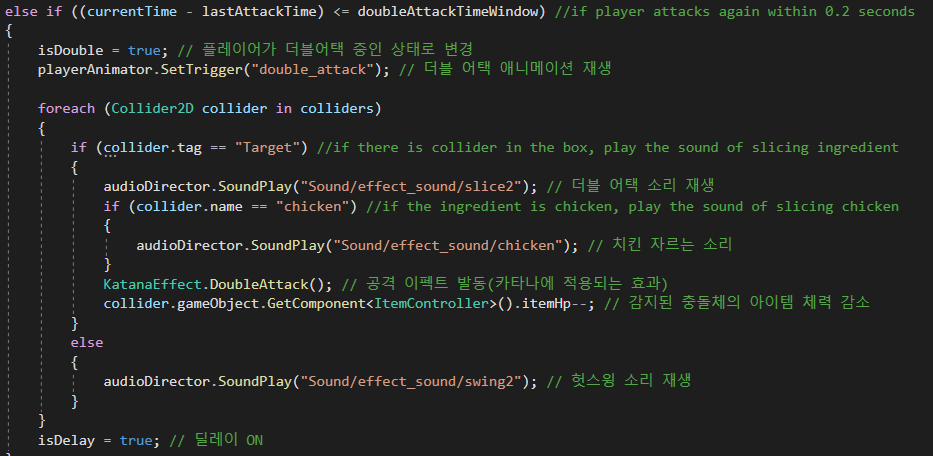 else if ((currentTime - lastAttackTime) <= doubleAttackTimeWindow) //if player attacks again within 0.2 seconds
{
isDouble = true; // 플레이어가 더블어택 중인 상태로 변경
playerAnimator.SetTrigger("double_attack"); // 더블 어택 애니메이션 재생
foreach (Collider2D collider in colliders)
{
if (collider.tag == "Target") //if there is collider in the box, play the sound of slicing ingredient
{
audioDirector.SoundPlay("Sound/effect_sound/slice2"); // 더블 어택 소리 재생
if (collider.name == "chicken") //if the ingredient is chicken, play the sound of slicing chicken
{
audioDirector.SoundPlay("Sound/effect_sound/chicken"); // 치킨 자르는 소리
}
KatanaEffect.DoubleAttack(); // 공격 이펙트 발동(카타나에 적용되는 효과)
collider.gameObject.GetComponent<ItemController>().itemHp--; // 감지된 충돌체의 아이템 체력 감소
}
else
{
audioDirector.SoundPlay("Sound/effect_sound/swing2"); // 헛스윙 소리 재생
}
}
isDelay = true; // 딜레이 ON